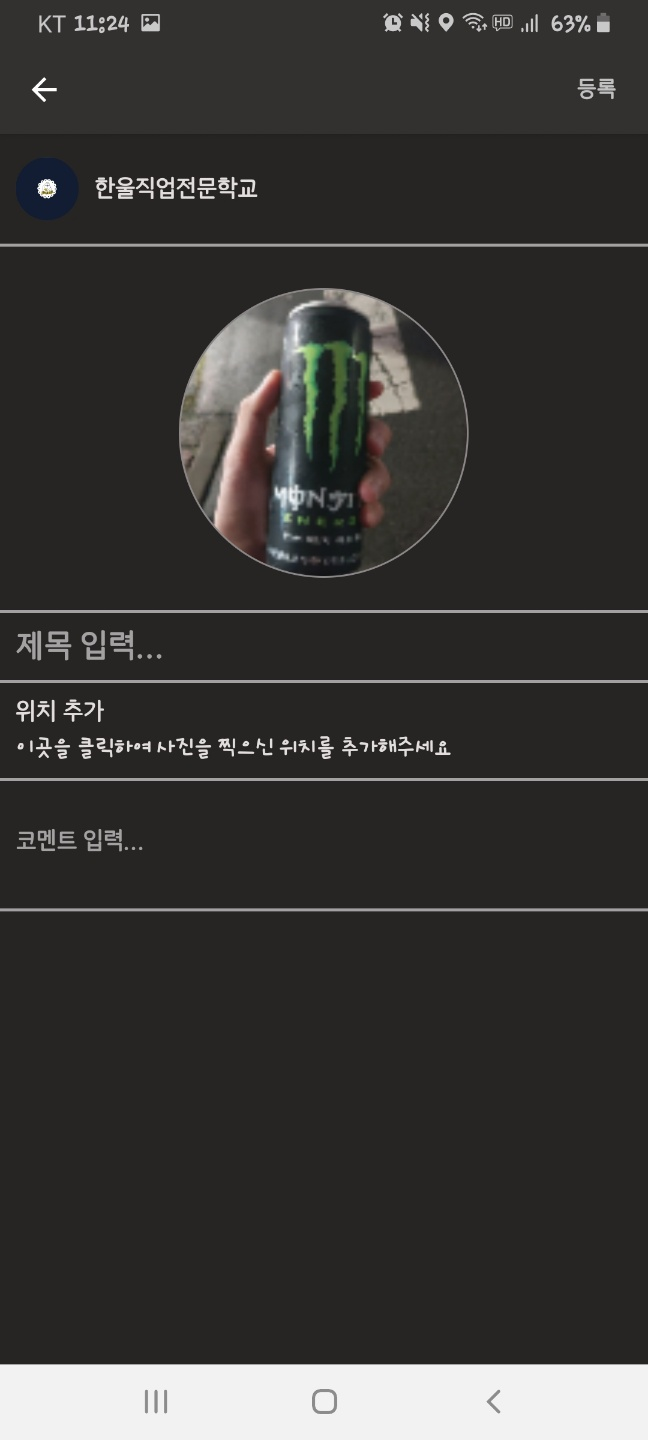 KT 11:24 HD 63%
등록
한울직업전문학교
제목 입력...
위치 추가
이곳을 클릭하여 사진을 찍으신 위치를 추가해주세요
코멘트 입력...